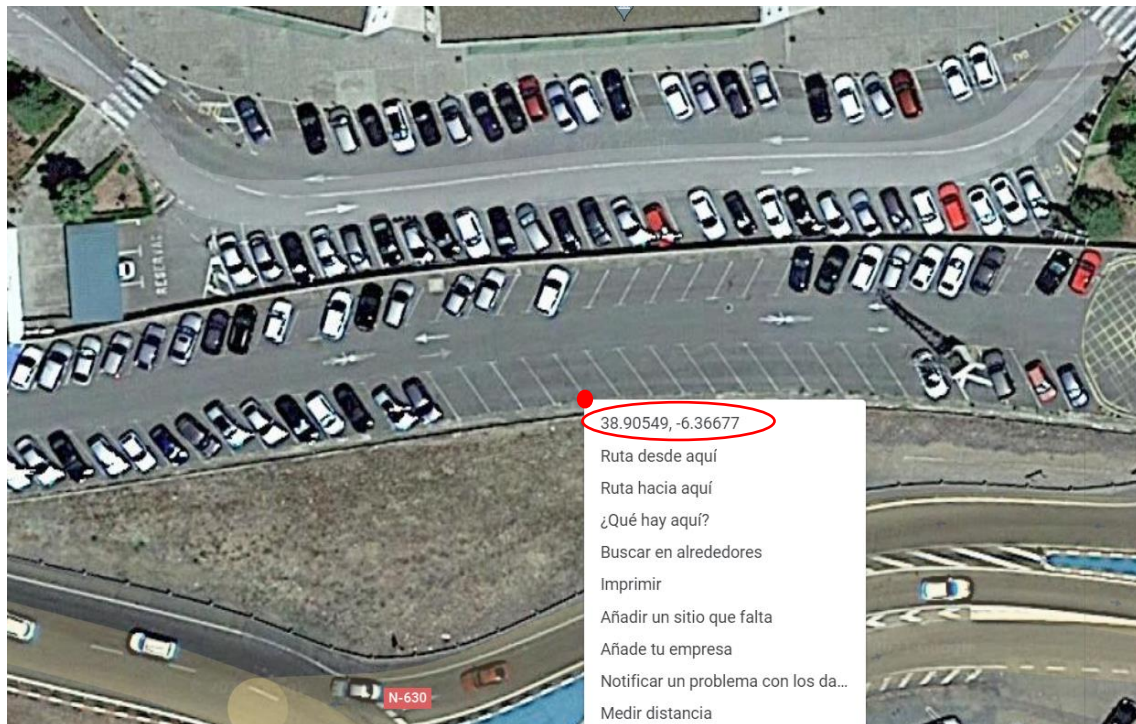 RESERVAS
38.90549, -6.36677
Ruta desde aquí
Ruta hacia aquí
¿Qué hay aquí?
Buscar en alrededores
Imprimir
Añadir un sitio que falta
Añade tu empresa
Notificar un problema con los da...
Medir distancia
N-630